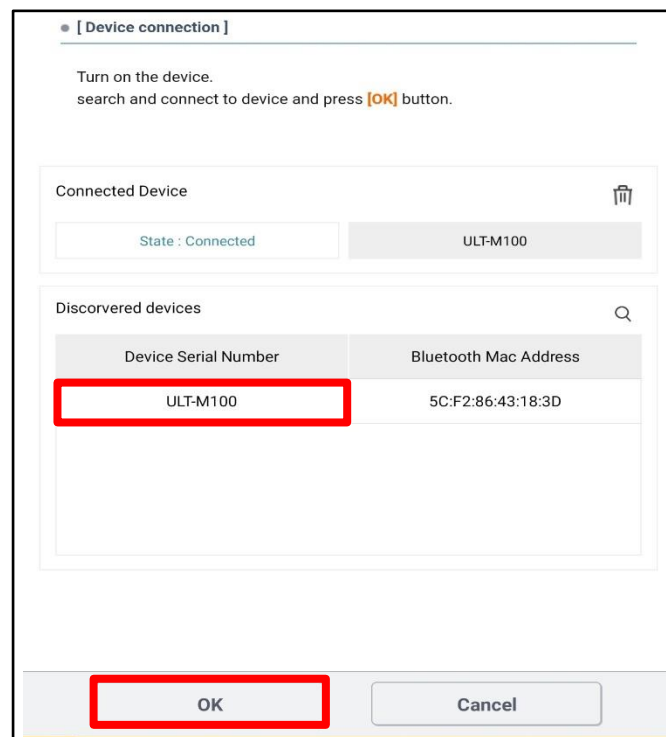 [ Device connection ]
Turn on the device.
search and connect to device and press [OK] button.
Connected Device
State : Connected
ULT-M100
Discorvered devices
Device Serial Number
Bluetooth Mac Address
ULT-M100
5C:F2:86:43:18:3D
OK
Cancel